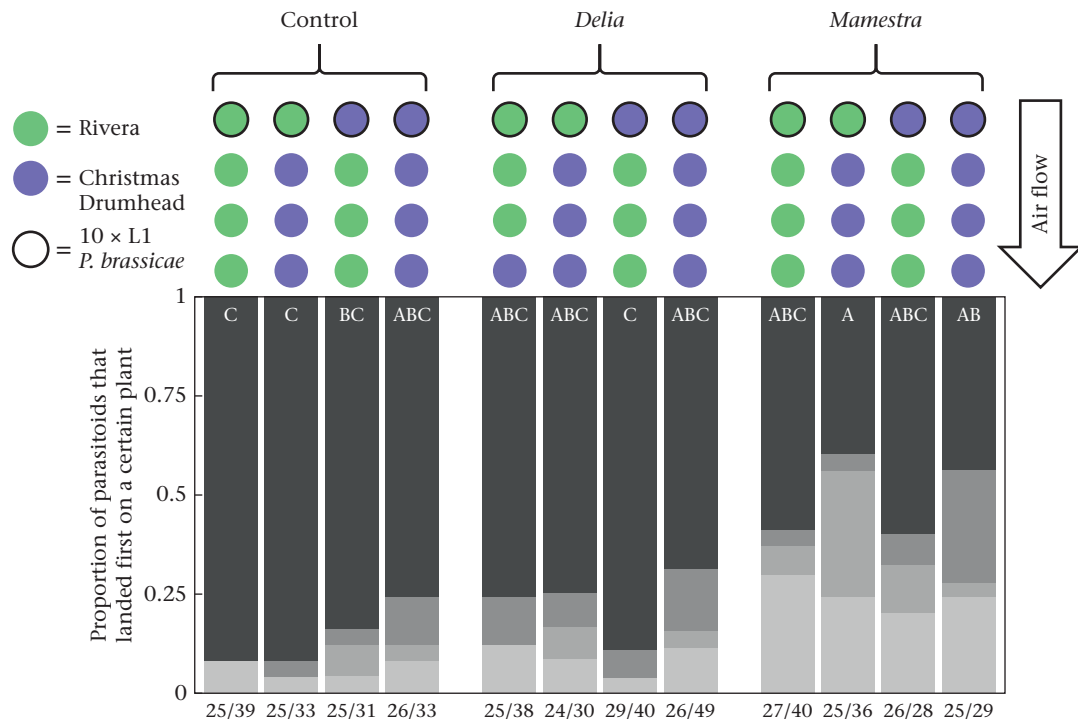 Control
Delia
Mamestra
= Rivera
= Christmas
Drumhead
= 10 × L1
P. brassicae
Air flow
Proportion of parasitoids that
landed first on a certain plant
1
0.75
0.5
0.25
0
C C BC ABC ABC ABC C ABC ABC A ABC AB
25/39 25/33 25/31 26/33 25/38 24/30 29/40 26/49 27/40 25/36 26/28 25/29